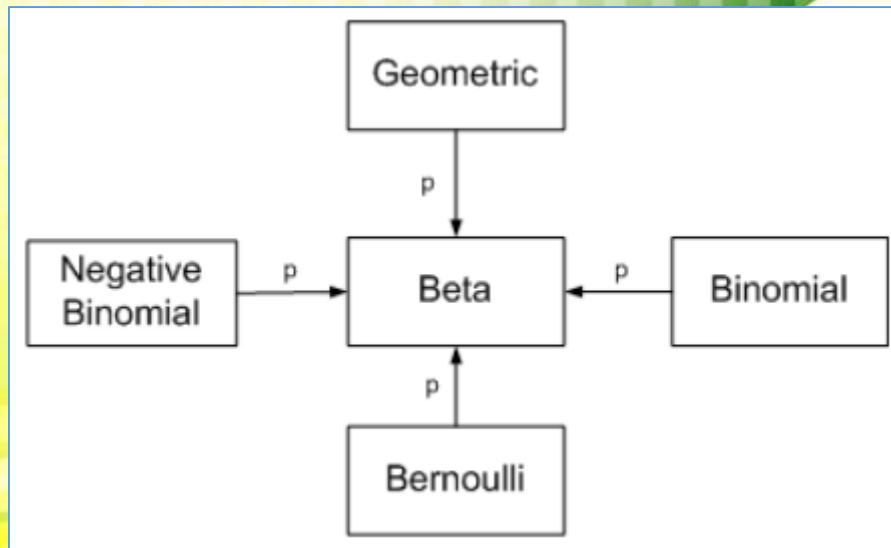 Geometric
p
Negative
Binomial
p
Beta
p
Binomial
p
Bernoulli